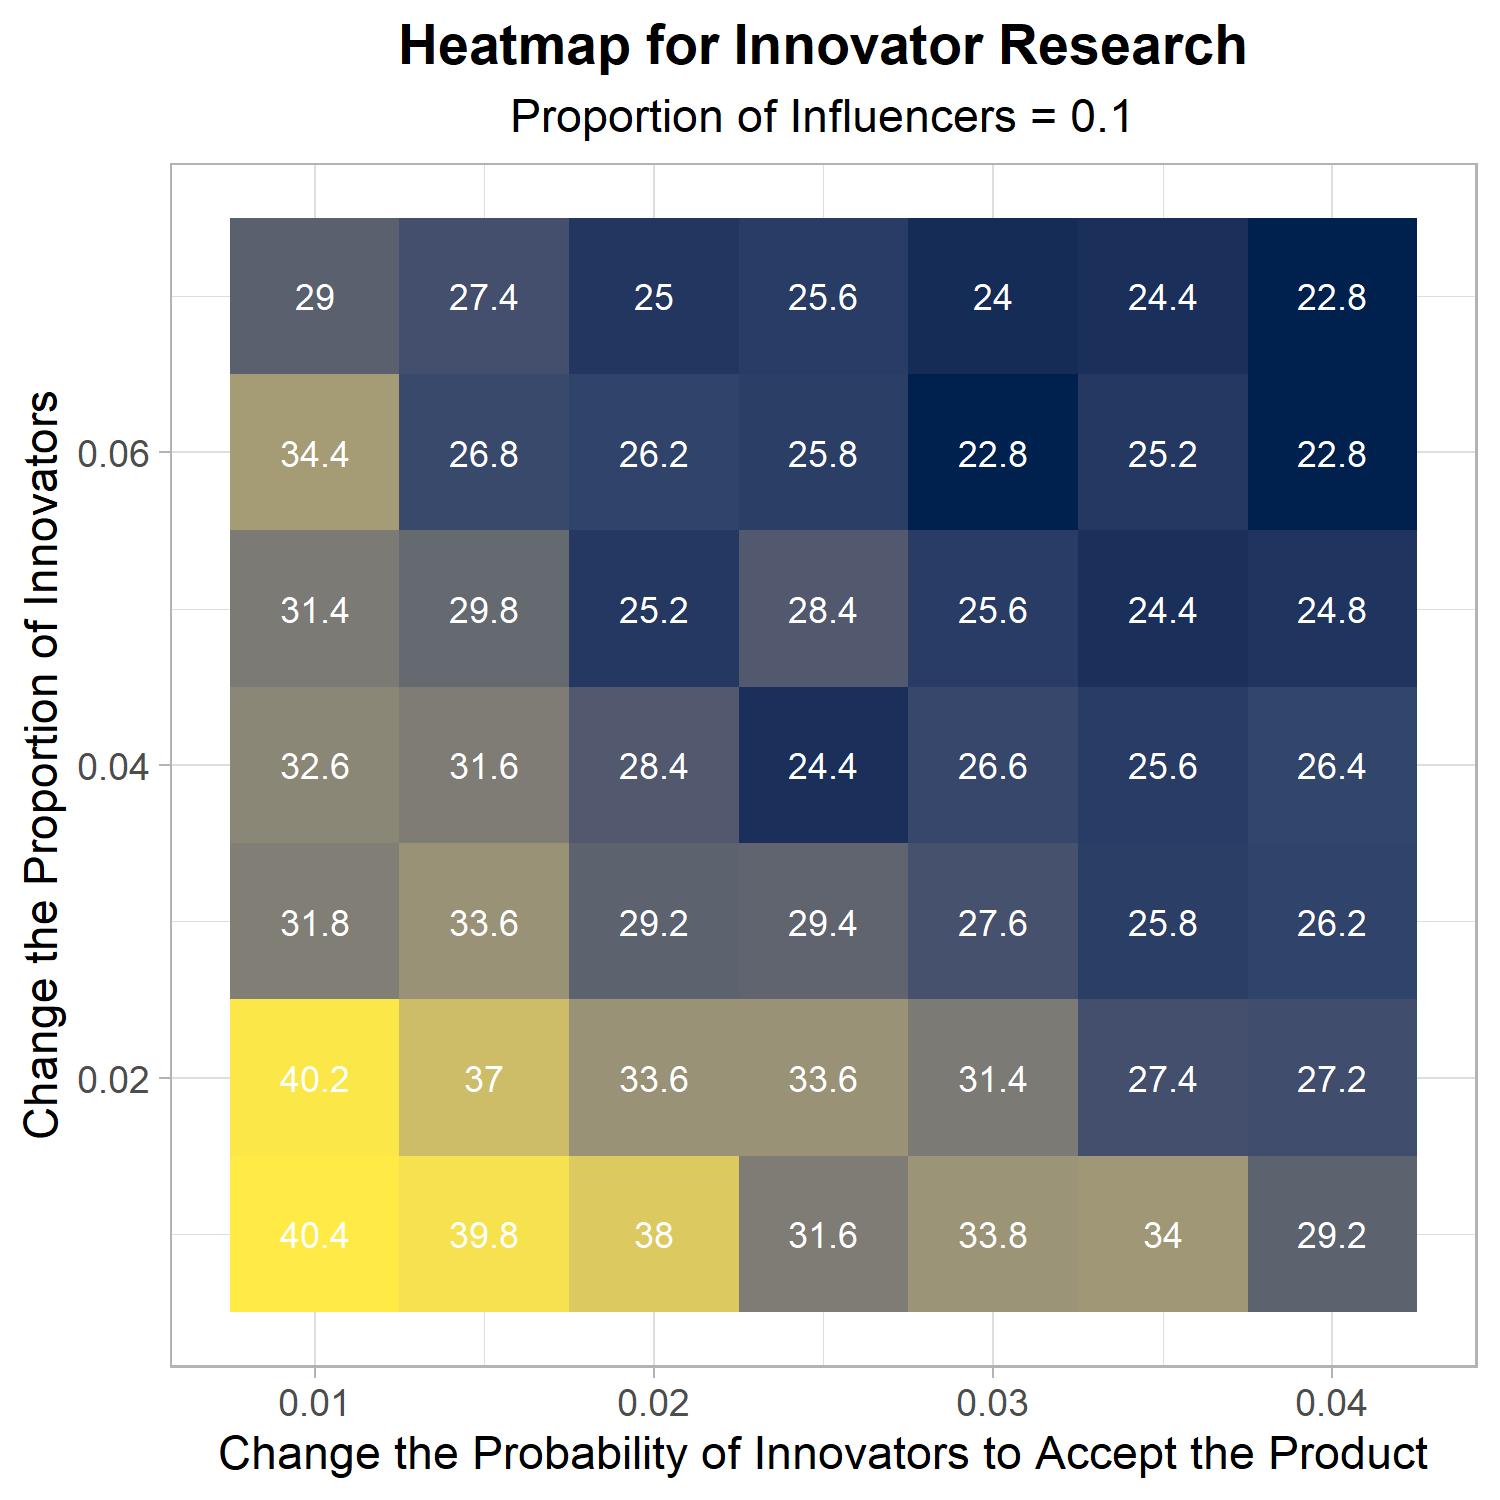 Heatmap for Innovator Research
Proportion of Influencers = 0.1
Change the Proportion of Innovators
29 27.4 25 25.6 24 24.4 22.8
0.06 34.4 26.8 26.2 25.8 22.8 25.2 22.8
31.4 29.8 25.2 28.4 25.6 24.4 24.8
0.04 32.6 31.6 28.4 24.4 26.6 25.6 26.4
31.8 33.6 29.2 29.4 27.6 25.8 26.2
0.02 40.2 37 33.6 33.6 31.4 27.4 27.2
40.4 39.8 38 31.6 33.8 34 29.2
0.01 0.02 0.03 0.04
Change the Probability of Innovators to Accept the Product